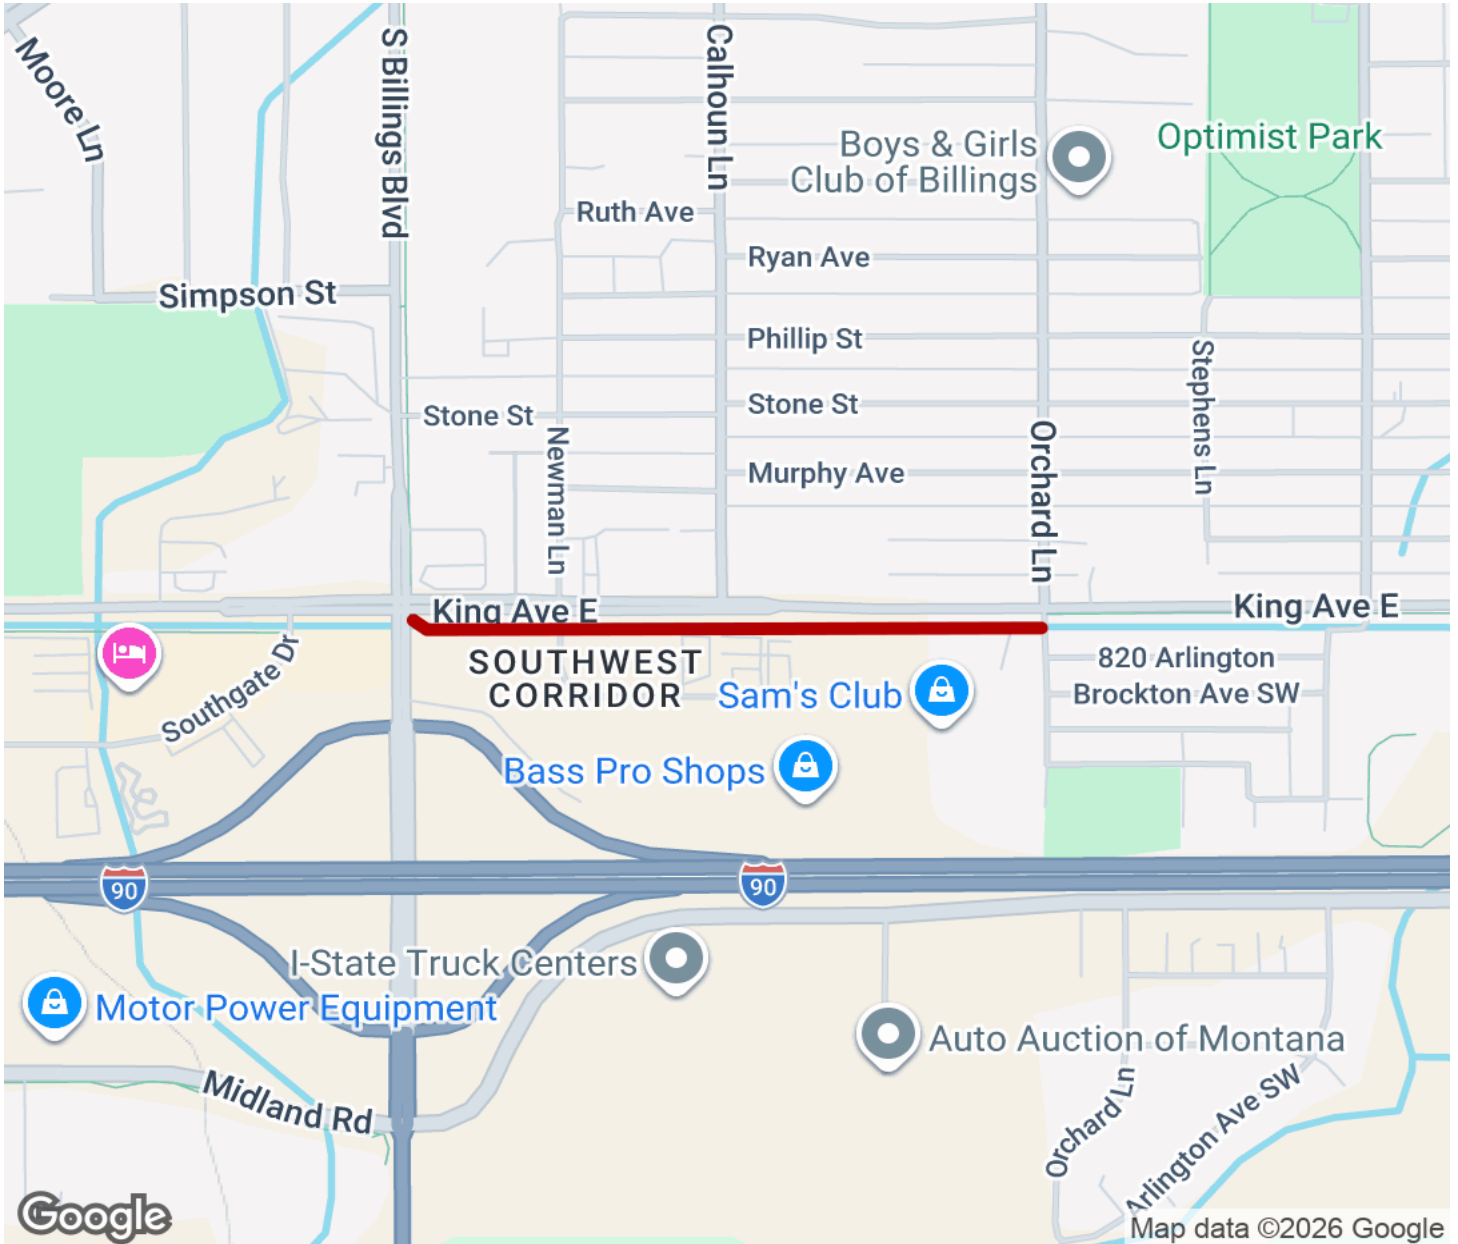 Moore Ln
S Billings Blvd
Calhoun Ln
Boys & Girls
Club of Billings
Optimist Park
Ruth Ave
Ryan Ave
Simpson St
Phillip St
Stephens Ln
Stone St
Stone St
Newman Ln
Murphy Ave
Orchard Ln
King Ave E
King Ave E
Southgate Dr
SOUTHWEST
CORRIDOR
820 Arlington
Brockton Ave SW
Sam's Club
Bass Pro Shops
90
90
I-State Truck Centers
Motor Power Equipment
Auto Auction of Montana
Midland Rd
Orchard Ln
Arlington Ave SW
Google
Map data ©2026 Google